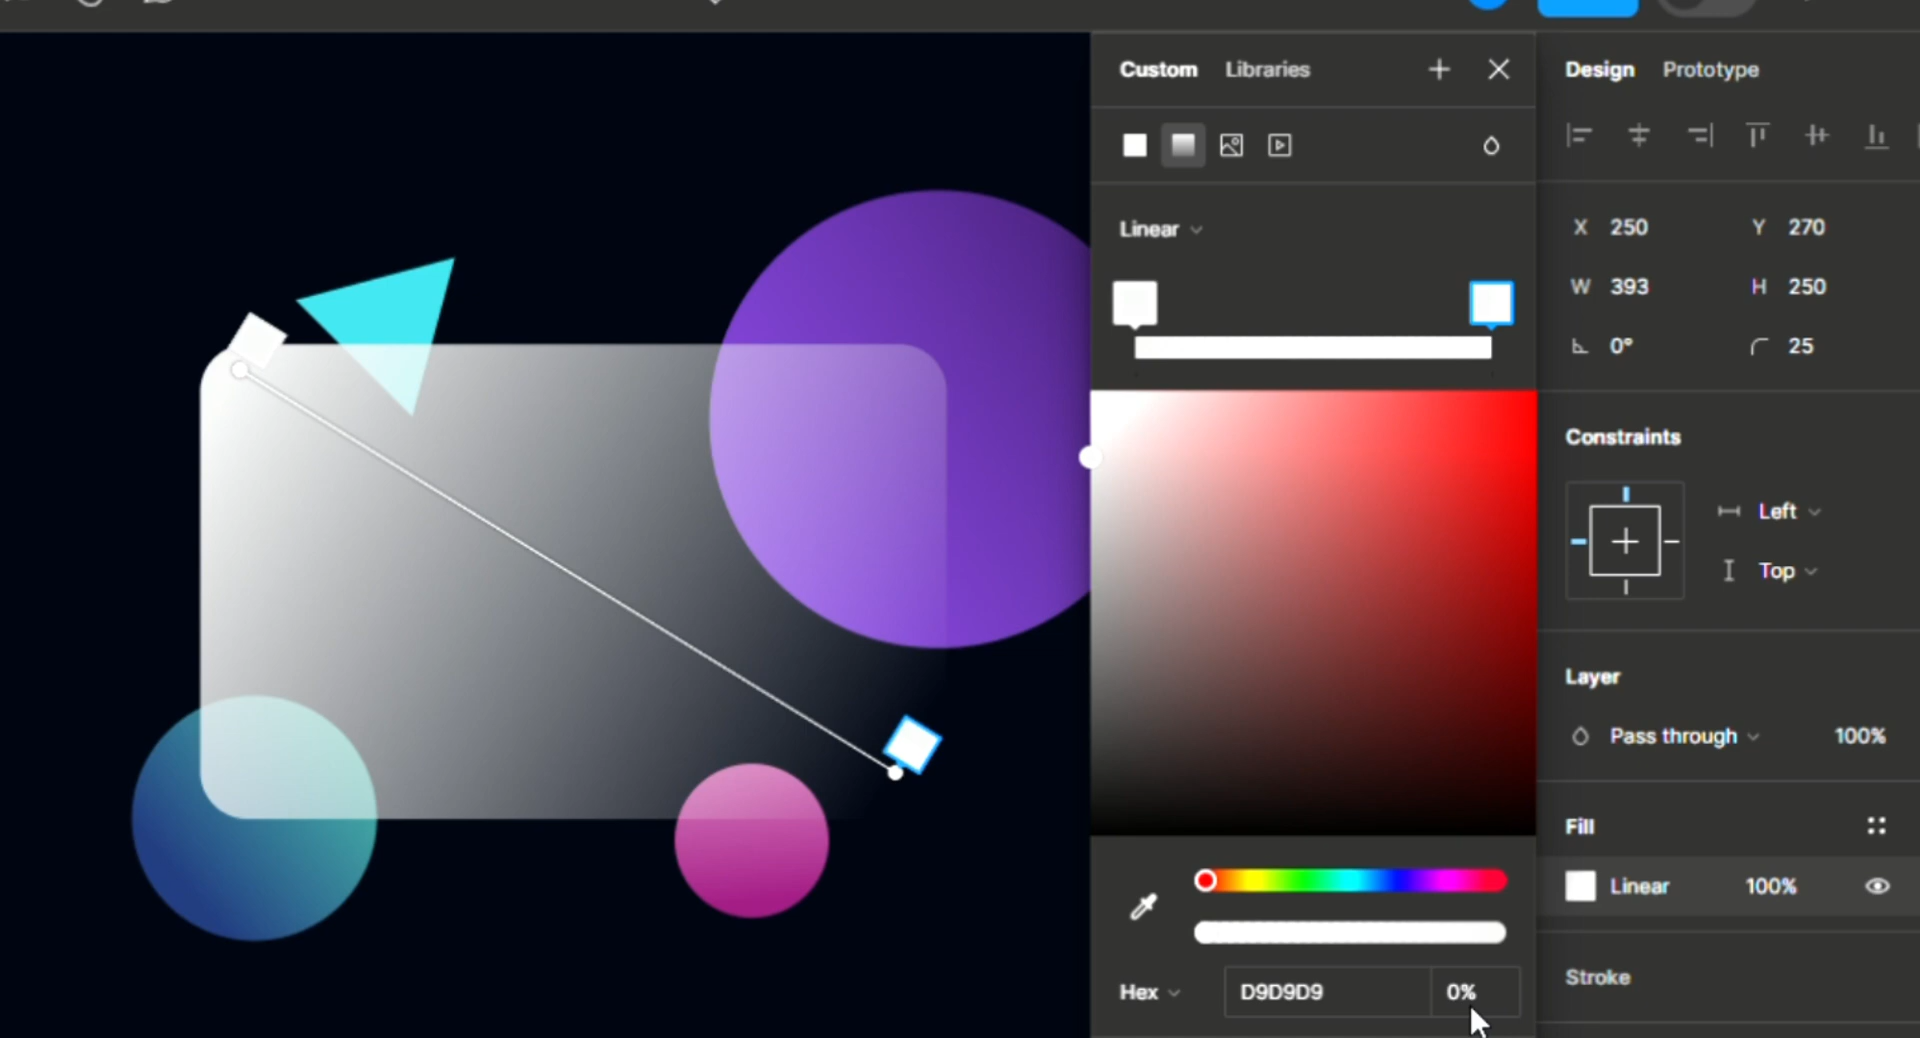 Custom Libraries
Design Prototype
Linear
X 250 Y 270
W 393 H 250
0° 25
Constraints
Left
Top
Layer
Pass through 100%
Fill
Linear 100%
Hex D9D9D9 0%
Stroke